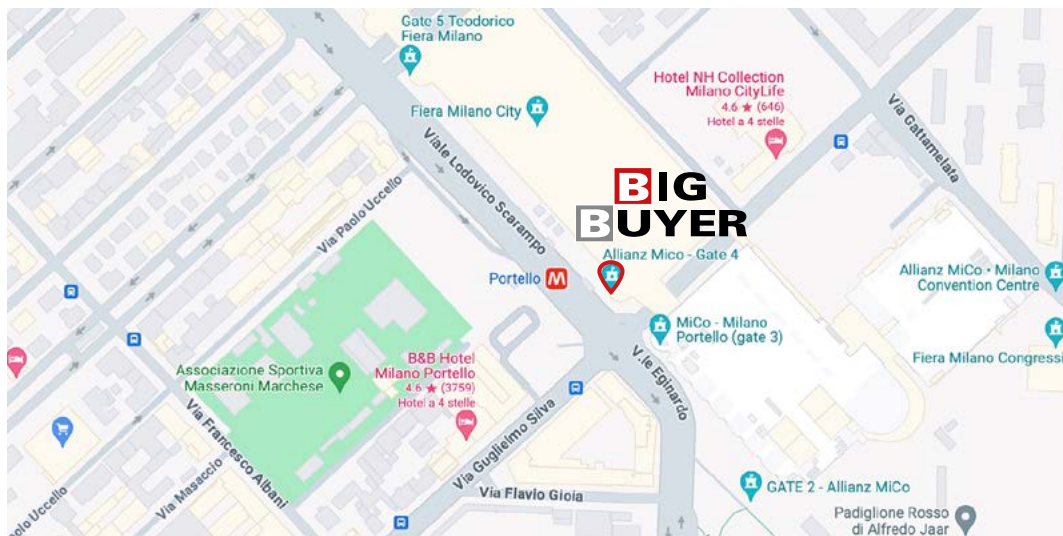 Gate 5 Teodorico
Fiera Milano
Fiera Milano City
Hotel NH Collection
Milano CityLife
4.6 ★ (646)
Hotel a 4 stelle
Via Gattamelata
Viale Lodovico Scarampo
Via Paolo Uccello
BIG
BUYER
Allianz Mico - Gate 4
Portello M
Allianz MiCo • Milano
Convention Centre
MiCo - Milano
Portello (gate 3)
Fiera Milano Congressi
V.le Eginardo
B&B Hotel
Milano Portello
4.6 ★ (3759)
Hotel a 4 stelle
Associazione Sportiva
Masseroni Marchese
Via Francesco Albani
Via Masaccio
olo Uccello
Via Guglielmo Silva
Via Flavio Gioia
GATE 2 - Allianz MiCo
Padiglione Rosso
di Alfredo Jaar